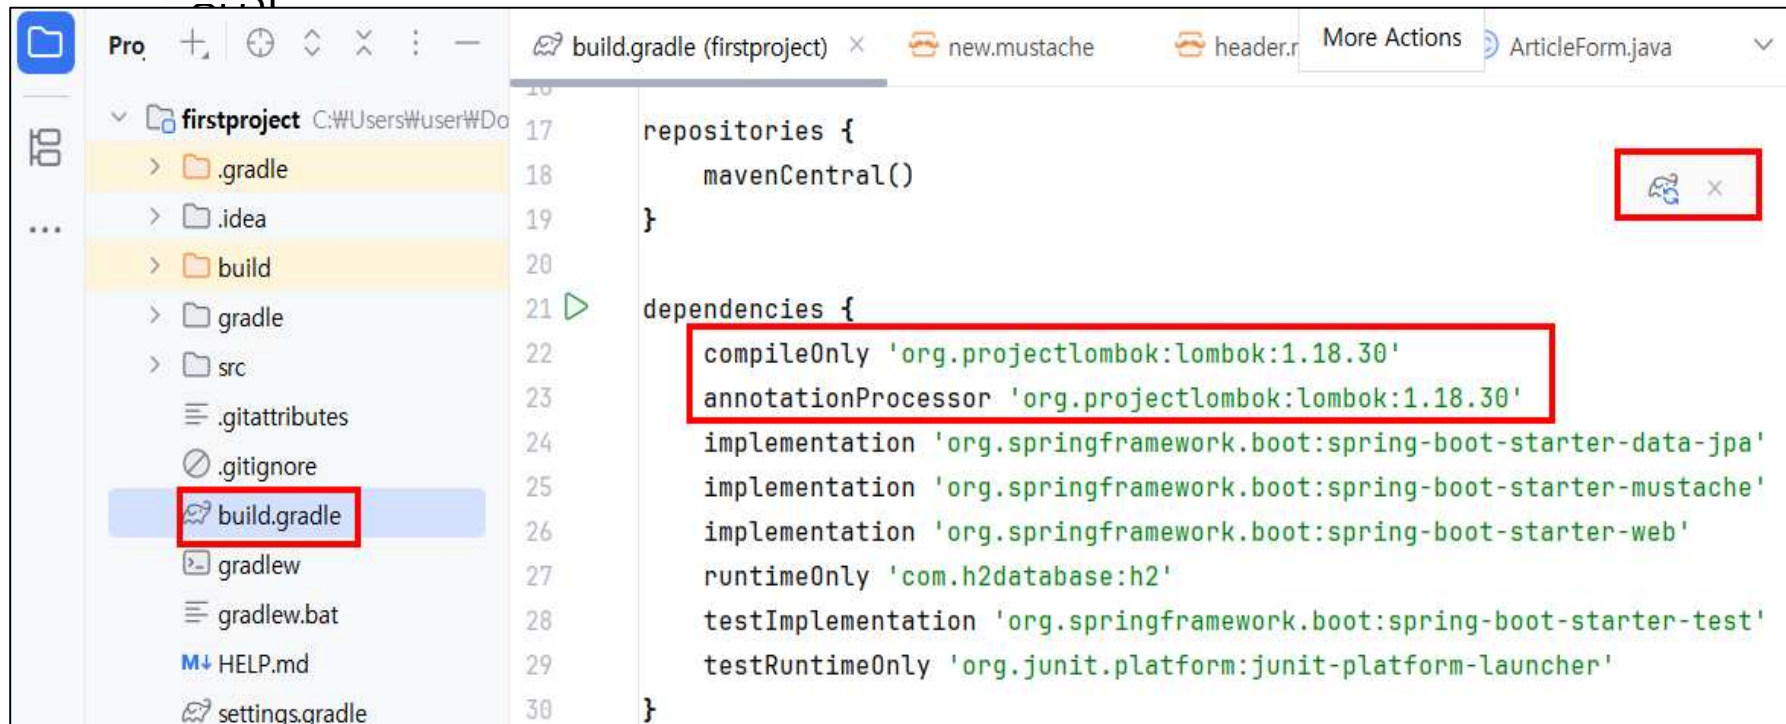 Pro
build.gradle (firstproject)
new.mustache
header.r
More Actions
ArticleForm.java
firstproject C:₩Users₩user₩Do
.gradle
.idea
build
gradle
src
.gitattributes
.gitignore
build.gradle
gradlew
gradlew.bat
M↓ HELP.md
settings.gradle
17 repositories {
18 mavenCentral()
19 }
20
21 dependencies {
22 compileOnly 'org.projectlombok:lombok:1.18.30'
23 annotationProcessor 'org.projectlombok:lombok:1.18.30'
24 implementation 'org.springframework.boot:spring-boot-starter-data-jpa'
25 implementation 'org.springframework.boot:spring-boot-starter-mustache'
26 implementation 'org.springframework.boot:spring-boot-starter-web'
27 runtimeOnly 'com.h2database:h2'
28 testImplementation 'org.springframework.boot:spring-boot-starter-test'
29 testRuntimeOnly 'org.junit.platform:junit-platform-launcher'
30 }